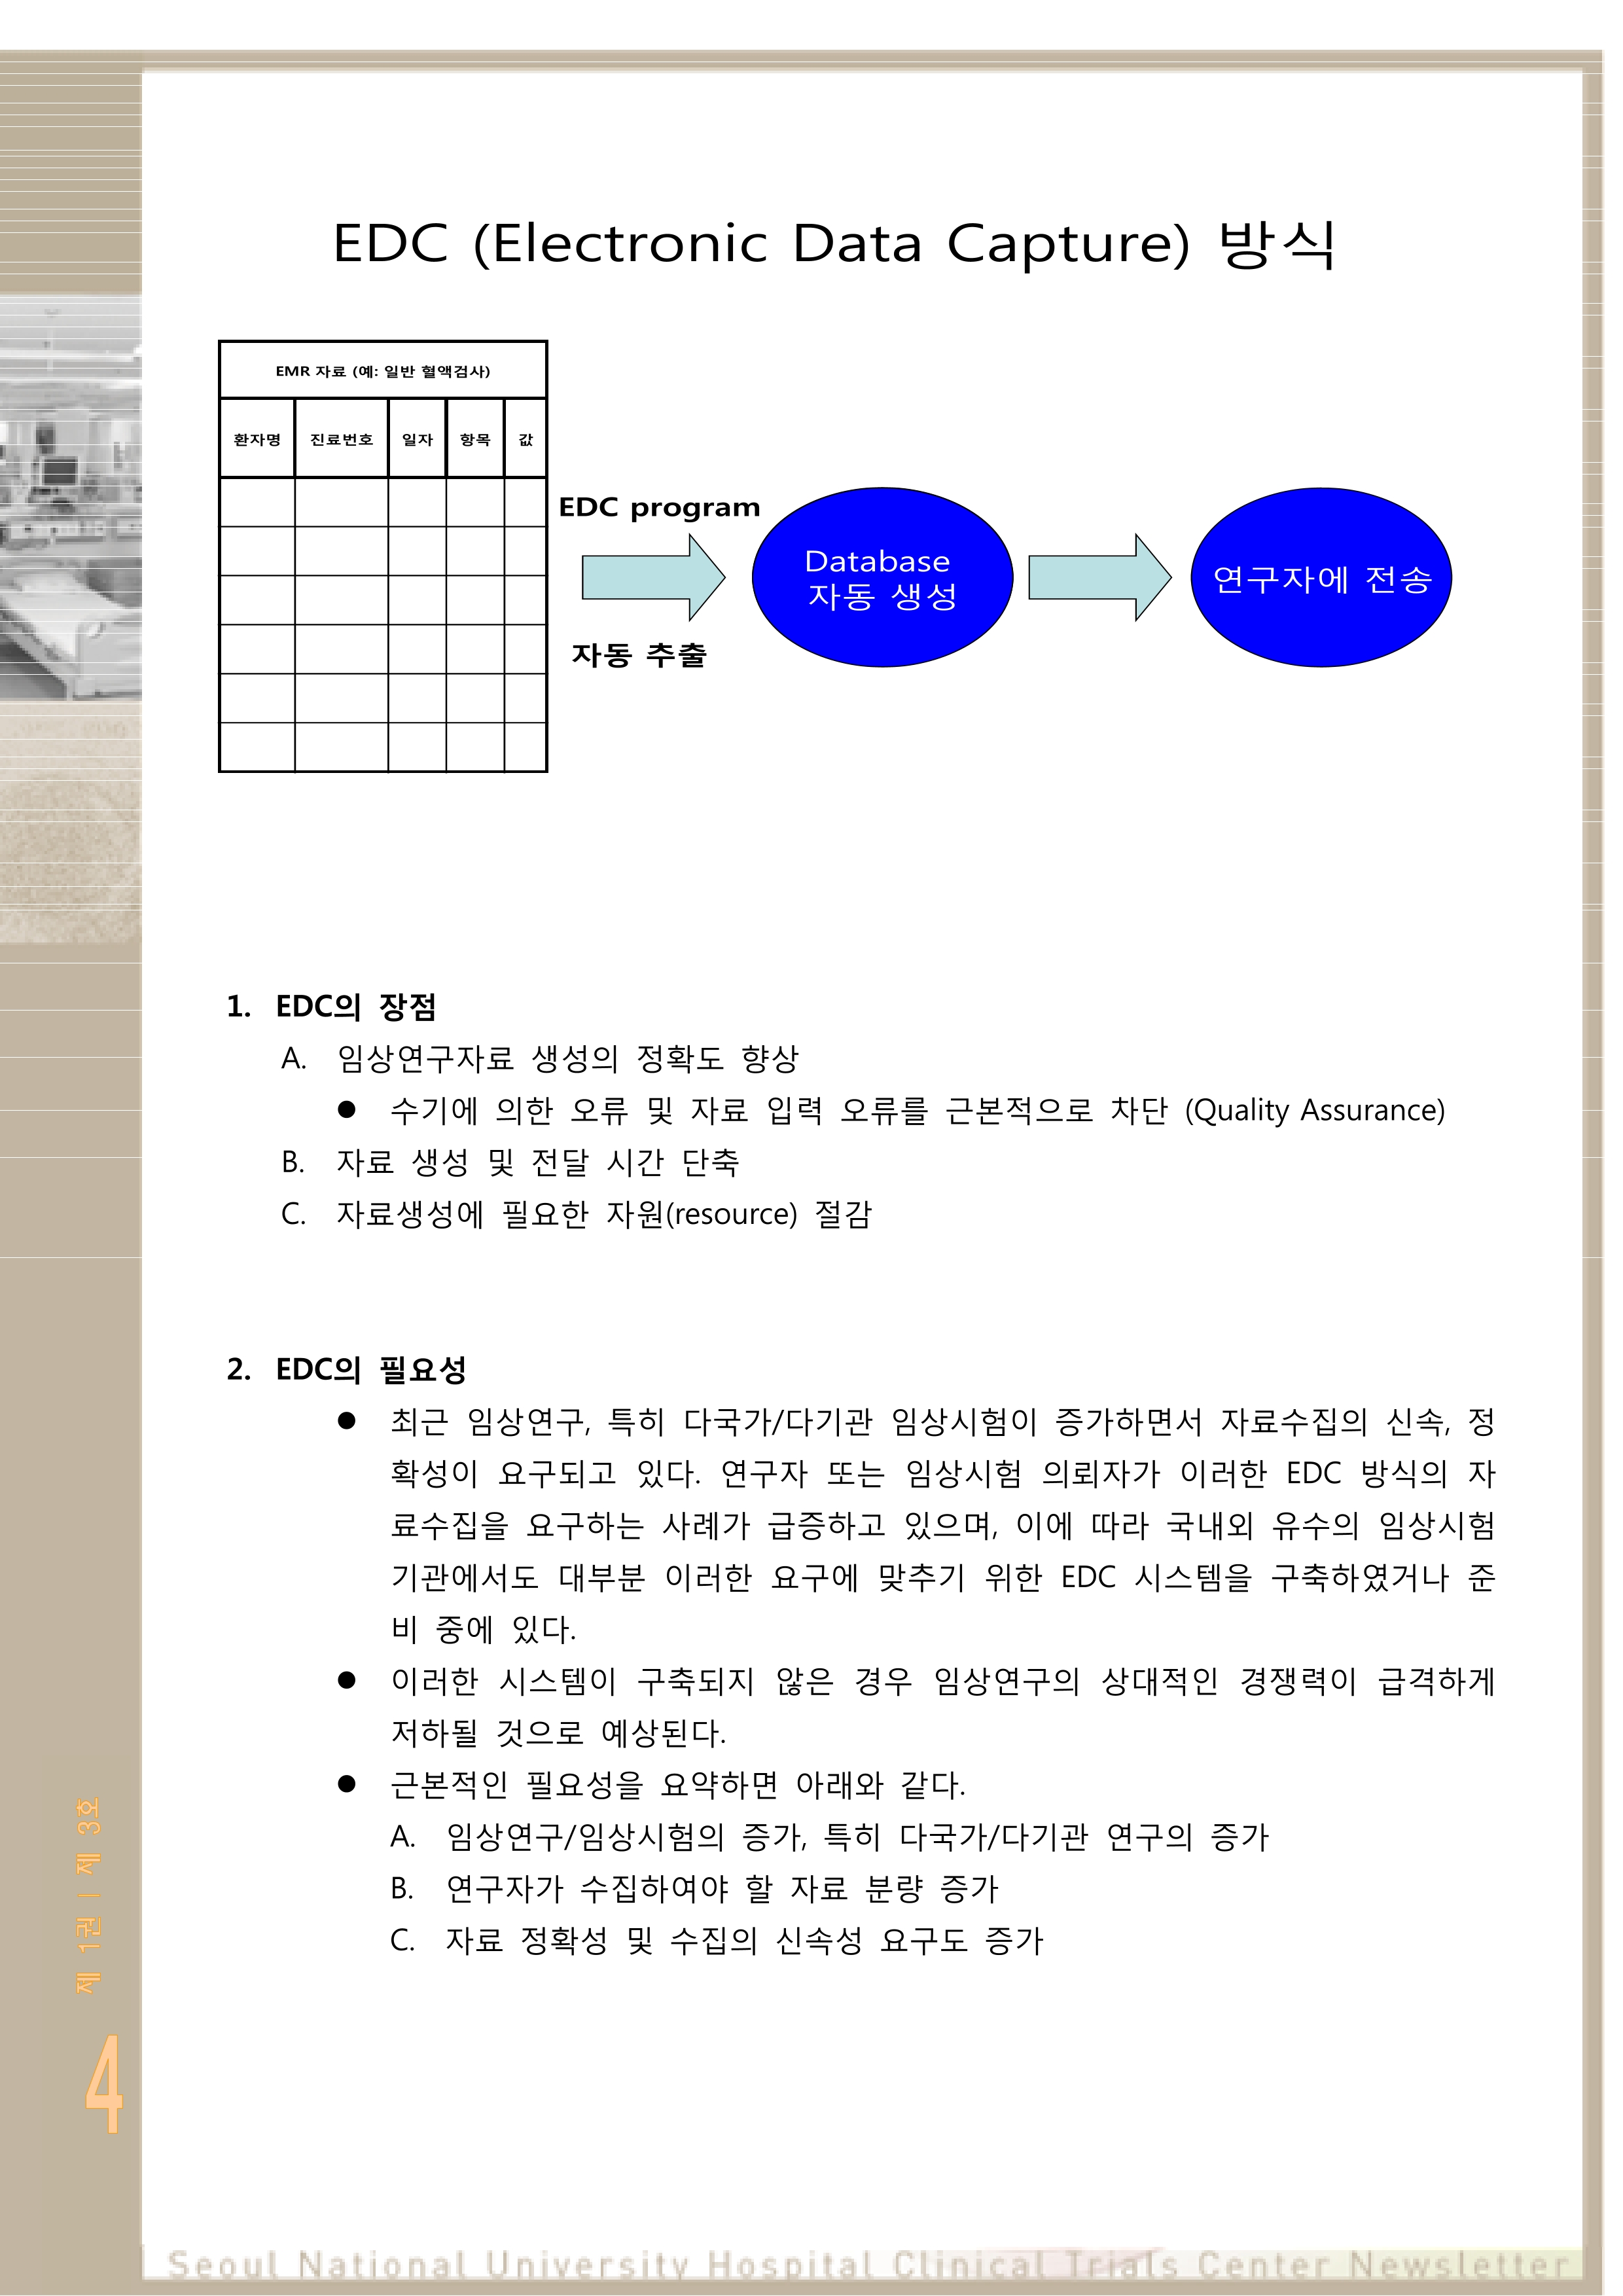 EDC (Electronic Data Capture) 방식
EMR 자료 (예: 일반 혈액검사)
환자명 진료번호 일자 항목 값
EDC program
자동 추출
Database
자동 생성
연구자에 전송
1. EDC의 장점
A. 임상연구자료 생성의 정확도 향상
● 수기에 의한 오류 및 자료 입력 오류를 근본적으로 차단 (Quality Assurance)
B. 자료 생성 및 전달 시간 단축
C. 자료생성에 필요한 자원(resource) 절감
2. EDC의 필요성
● 최근 임상연구, 특히 다국가/다기관 임상시험이 증가하면서 자료수집의 신속, 정
확성이 요구되고 있다. 연구자 또는 임상시험 의뢰자가 이러한 EDC 방식의 자
료수집을 요구하는 사례가 급증하고 있으며, 이에 따라 국내외 유수의 임상시험
기관에서도 대부분 이러한 요구에 맞추기 위한 EDC 시스템을 구축하였거나 준
비 중에 있다.
● 이러한 시스템이 구축되지 않은 경우 임상연구의 상대적인 경쟁력이 급격하게
저하될 것으로 예상된다.
● 근본적인 필요성을 요약하면 아래와 같다.
A. 임상연구/임상시험의 증가, 특히 다국가/다기관 연구의 증가
B. 연구자가 수집하여야 할 자료 분량 증가
C. 자료 정확성 및 수집의 신속성 요구도 증가
제 1권 | 제 3호
4
Seoul National University Hospital Clinical Trials Center Newsletter